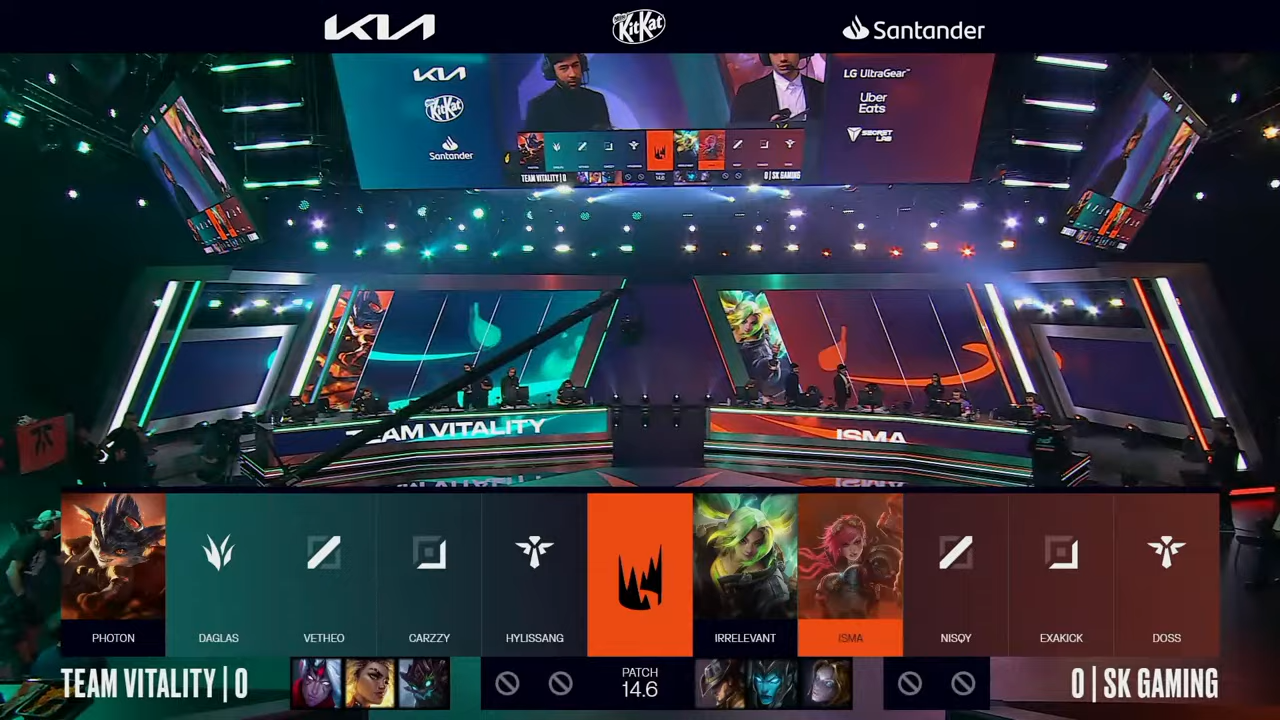 KIA
KitKat
Santander
KIA
KitKat
Santander
LG UltraGear™
Uber
Eats
SECRET
LAB
TEAM VITALITY | 0
0 | SK GAMING
TEAM VITALITY
ISMA
PHOTON
DAGLAS
VETHEO
CARZZY
HYLISSANG
IRRELEVANT
ISMA
NISQY
EXAKICK
DOSS
TEAM VITALITY | 0
PATCH
14.6
0 | SK GAMING